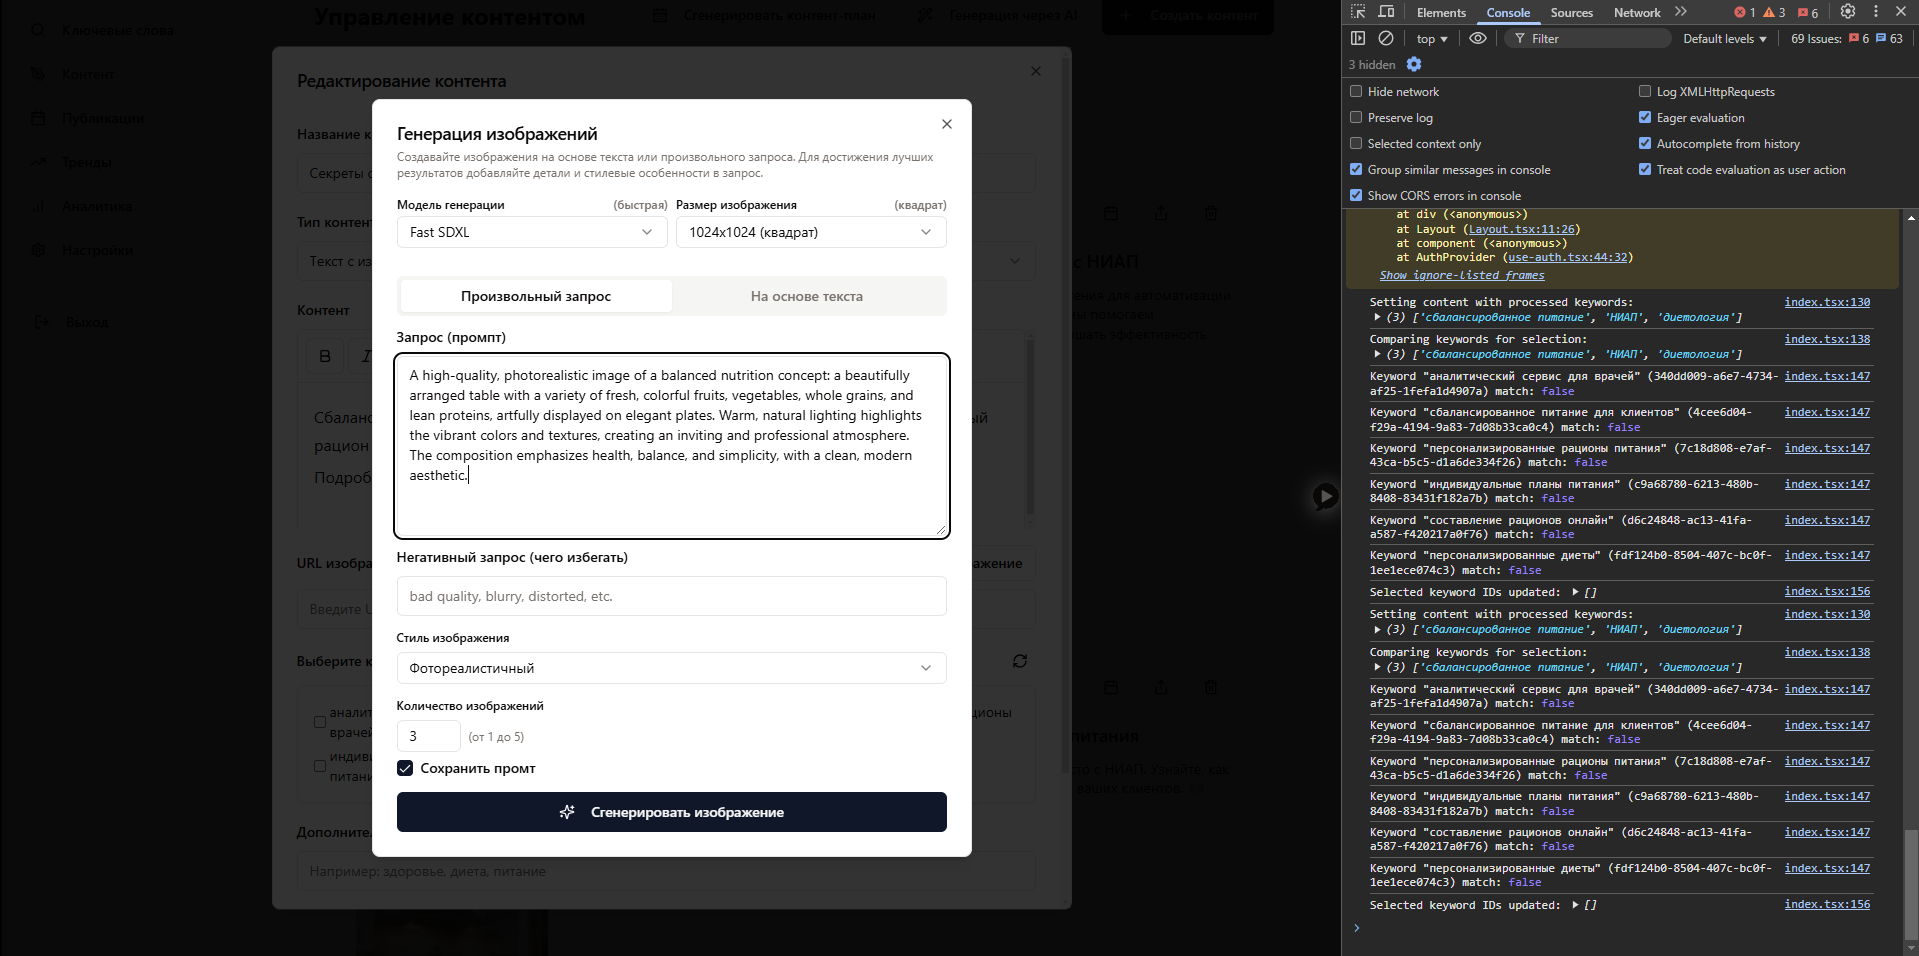 Управление контентом
Сгенерировать контент-план
Генерация через AI
Создать контент
Ключевые слова
Контент
Публикации
Тренды
Аналитика
Настройки
Выход
Редактирование контента
Название к
Секреты с
Тип контен
Текст с из
Контент
B
I
Сбалан
ый
рацион
Подроб
URL изобра
ажение
Введите U
Выберите к
анали
врачей
индиви
питани
ционы
Дополнител
Например: здоровье, диета, питание
с НИАП
ения для автоматизации
мы помогаем
шать эффективность
питания
сто с НИАП. Узнайте, как
ваших клиентов.
Генерация изображений
Создавайте изображения на основе текста или произвольного запроса. Для достижения лучших
результатов добавляйте детали и стилевые особенности в запрос.
Модель генерации (быстрая)
Размер изображения (квадрат)
Fast SDXL
1024x1024 (квадрат)
Произвольный запрос
На основе текста
Запрос (промпт)
A high-quality, photorealistic image of a balanced nutrition concept: a beautifully
arranged table with a variety of fresh, colorful fruits, vegetables, whole grains, and
lean proteins, artfully displayed on elegant plates. Warm, natural lighting highlights
the vibrant colors and textures, creating an inviting and professional atmosphere.
The composition emphasizes health, balance, and simplicity, with a clean, modern
aesthetic.
Негативный запрос (чего избегать)
bad quality, blurry, distorted, etc.
Стиль изображения
Фотореалистичный
Количество изображений
3
(от 1 до 5)
Сохранить промт
Сгенерировать изображение
Elements Console Sources Network 1 3 6
top Filter Default levels 69 Issues: 6 63
3 hidden
Hide network
Log XMLHttpRequests
Preserve log
Eager evaluation
Selected context only
Autocomplete from history
Group similar messages in console
Treat code evaluation as user action
Show CORS errors in console
at div (<anonymous>)
at Layout (Layout.tsx:11:26)
at component (<anonymous>)
at AuthProvider (use-auth.tsx:44:32)
Show ignore-listed frames
Setting content with processed keywords: index.tsx:130
(3) ['сбалансированное питание', 'НИАП', 'диетология']
Comparing keywords for selection: index.tsx:138
(3) ['сбалансированное питание', 'НИАП', 'диетология']
Keyword "аналитический сервис для врачей" (340dd009-a6e7-4734- index.tsx:147
af25-1fefa1d4907a) match: false
Keyword "сбалансированное питание для клиентов" (4cee6d04- index.tsx:147
f29a-4194-9a83-7d08b33ca0c4) match: false
Keyword "персонализированные рационы питания" (7c18d808-e7af- index.tsx:147
43ca-b5c5-d1a6de334f26) match: false
Keyword "индивидуальные планы питания" (c9a68780-6213-480b- index.tsx:147
8408-83431f182a7b) match: false
Keyword "составление рационов онлайн" (d6c24848-ac13-41fa- index.tsx:147
a587-f420217a0f76) match: false
Keyword "персонализированные диеты" (fdf124b0-8504-407c-bc0f- index.tsx:147
1ee1ece074c3) match: false
Selected keyword IDs updated: [] index.tsx:156
Setting content with processed keywords: index.tsx:130
(3) ['сбалансированное питание', 'НИАП', 'диетология']
Comparing keywords for selection: index.tsx:138
(3) ['сбалансированное питание', 'НИАП', 'диетология']
Keyword "аналитический сервис для врачей" (340dd009-a6e7-4734- index.tsx:147
af25-1fefa1d4907a) match: false
Keyword "сбалансированное питание для клиентов" (4cee6d04- index.tsx:147
f29a-4194-9a83-7d08b33ca0c4) match: false
Keyword "персонализированные рационы питания" (7c18d808-e7af- index.tsx:147
43ca-b5c5-d1a6de334f26) match: false
Keyword "индивидуальные планы питания" (c9a68780-6213-480b- index.tsx:147
8408-83431f182a7b) match: false
Keyword "составление рационов онлайн" (d6c24848-ac13-41fa- index.tsx:147
a587-f420217a0f76) match: false
Keyword "персонализированные диеты" (fdf124b0-8504-407c-bc0f- index.tsx:147
1ee1ece074c3) match: false
Selected keyword IDs updated: [] index.tsx:156